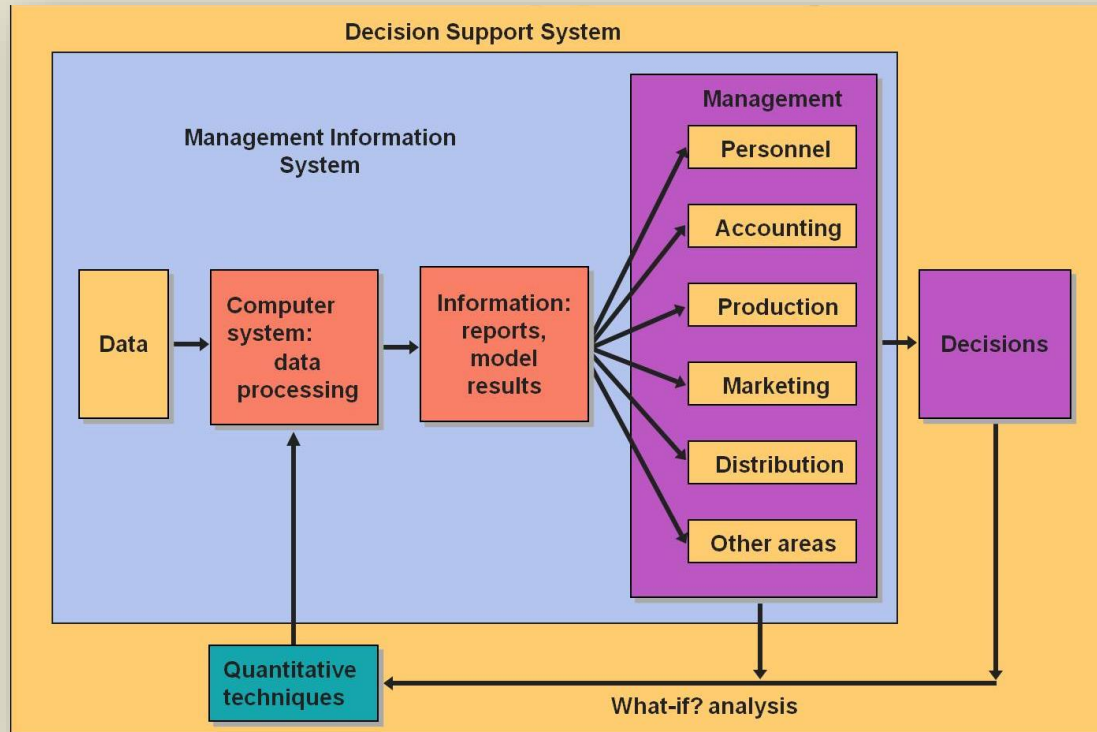 Decision Support System
Management Information
System
Data
Computer
system:
data
processing
Information:
reports,
model
results
Management
Personnel
Accounting
Production
Marketing
Distribution
Other areas
Decisions
Quantitative
techniques
What-if? analysis